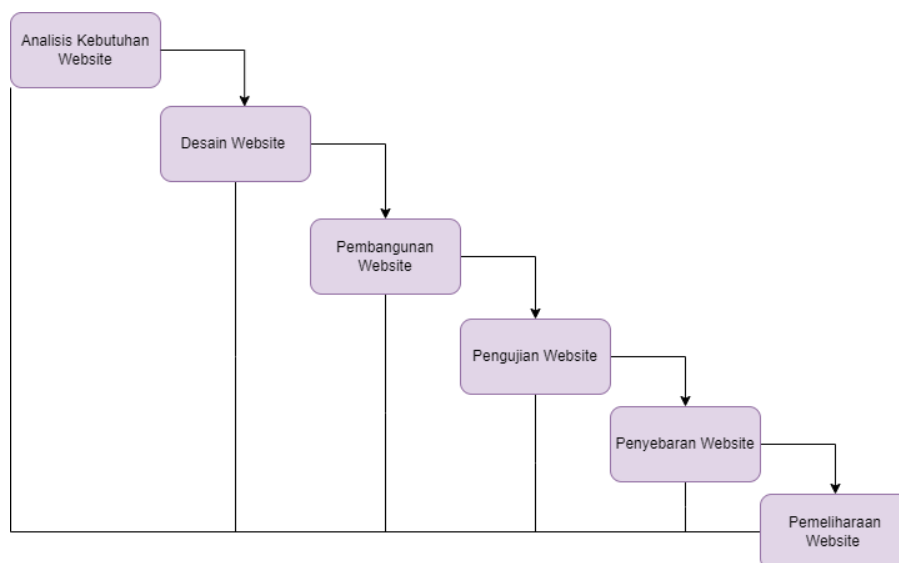 Analisis Kebutuhan
Website
Desain Website
Pembangunan
Website
Pengujian Website
Penyebaran Website
Pemeliharaan
Website